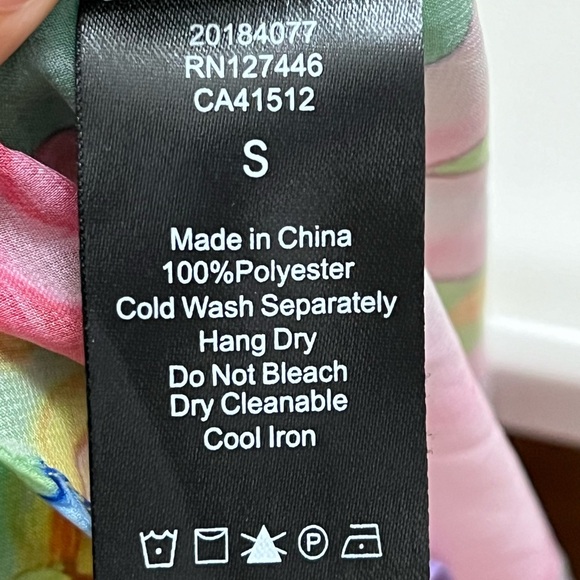 20184077
RN127446
CA41512
S
Made in China
100%Polyester
Cold Wash Separately
Hang Dry
Do Not Bleach
Dry Cleanable
Cool Iron
P